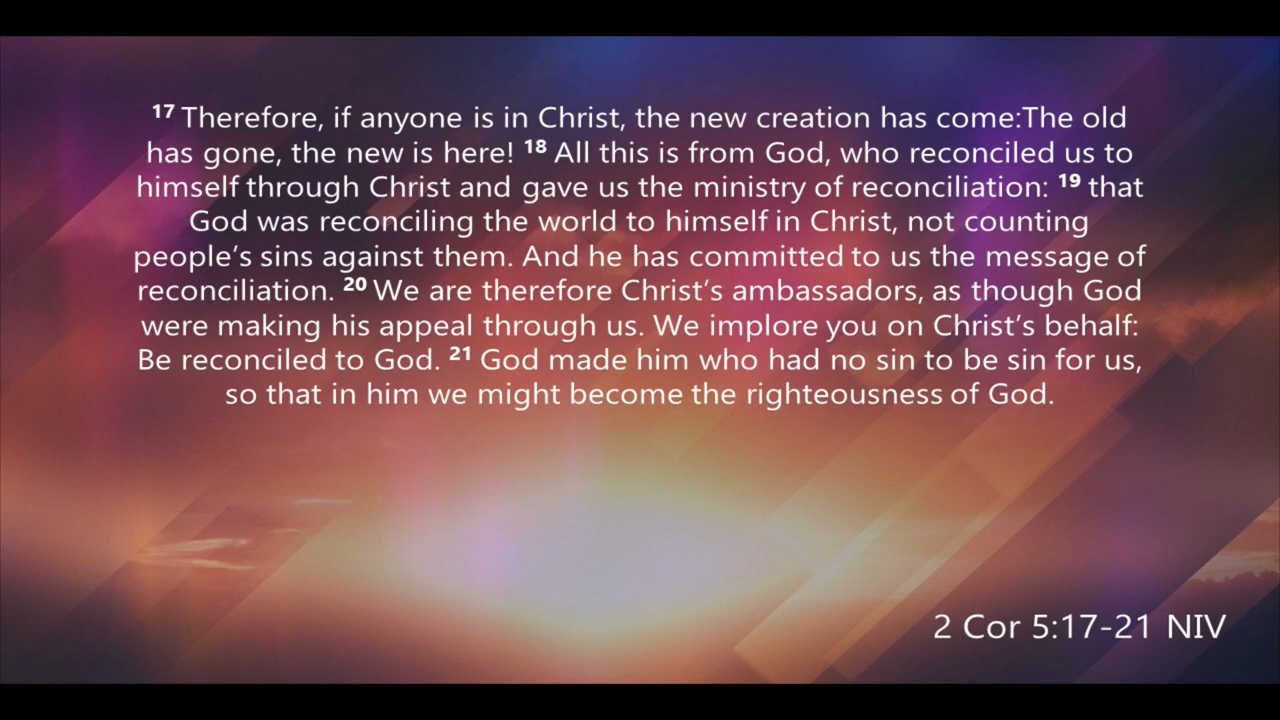 17 Therefore, if anyone is in Christ, the new creation has come:The old
has gone, the new is here! 18 All this is from God, who reconciled us to
himself through Christ and gave us the ministry of reconciliation: 19 that
God was reconciling the world to himself in Christ, not counting
people’s sins against them. And he has committed to us the message of
reconciliation. 20 We are therefore Christ’s ambassadors, as though God
were making his appeal through us. We implore you on Christ’s behalf:
Be reconciled to God. 21 God made him who had no sin to be sin for us,
so that in him we might become the righteousness of God.
2 Cor 5:17-21 NIV